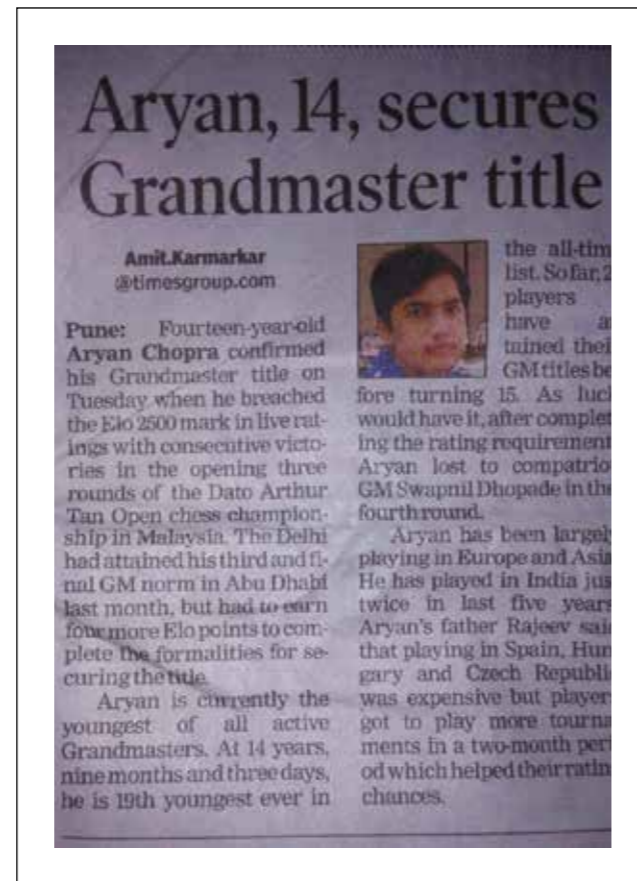 Aryan, 14, secures
Grandmaster title
Amit.Karmarkar
@timesgroup.com
Pune: Fourteen-year-old
Aryan Chopra confirmed
his Grandmaster title on
Tuesday when he breached
the Elo 2500 mark in live rat-
ings with consecutive victo-
ries in the opening three
rounds of the Dato Arthur
Tan Open chess champion-
ship in Malaysia. The Delhi
had attained his third and fi-
nal GM norm in Abu Dhabi
last month, but had to earn
four more Elo points to com-
plete the formalities for se-
curing the title.
Aryan is currently the
youngest of all active
Grandmasters. At 14 years,
nine months and three days,
he is 19th youngest ever in
the all-tim
list. So far, 2
players
have a
tained thei
GM titles be
fore turning 15. As luck
would have it, after complet
ing the rating requirement
Aryan lost to compatrio
GM Swapnil Dhopade in the
fourth round.
Aryan has been largel
playing in Europe and Asia
He has played in India jus
twice in last five years
Aryan's father Rajeev said
that playing in Spain, Hun
gary and Czech Republi
was expensive but player
got to play more tourna
ments in a two-month peri
od which helped their ratin
chances.